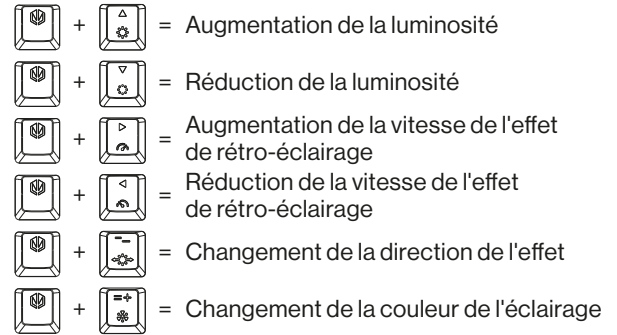 + = Augmentation de la luminosité
+ = Réduction de la luminosité
+ = Augmentation de la vitesse de l'effet
de rétro-éclairage
+ = Réduction de la vitesse de l'effet
de rétro-éclairage
+ - _ = Changement de la direction de l'effet
+ = + = Changement de la couleur de l'éclairage